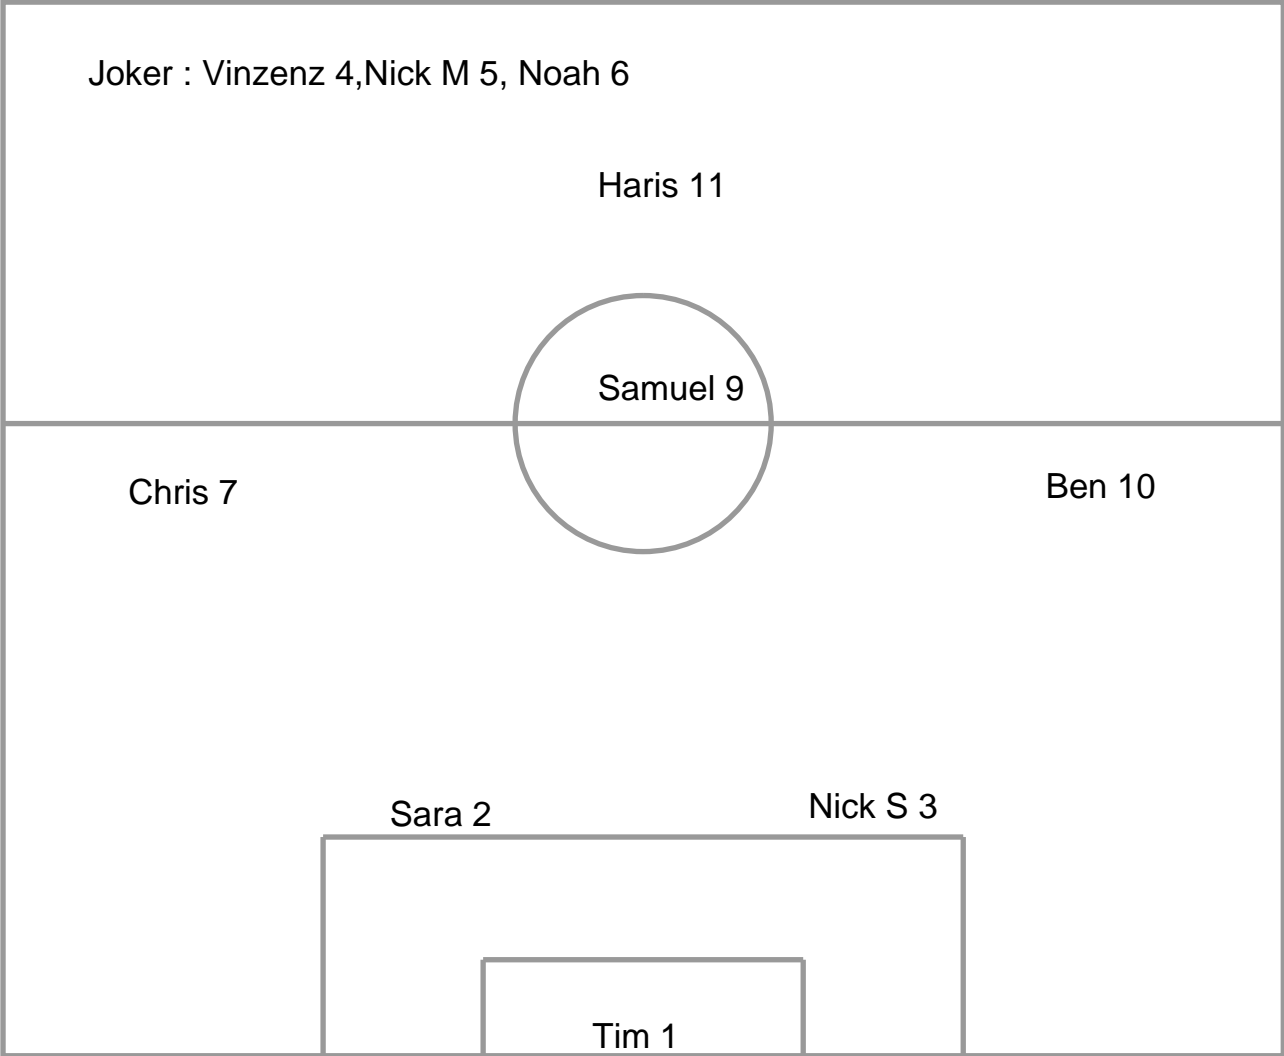 Joker : Vinzenz 4,Nick M 5, Noah 6
Haris 11
Samuel 9
Chris 7
Ben 10
Sara 2
Nick S 3
Tim 1